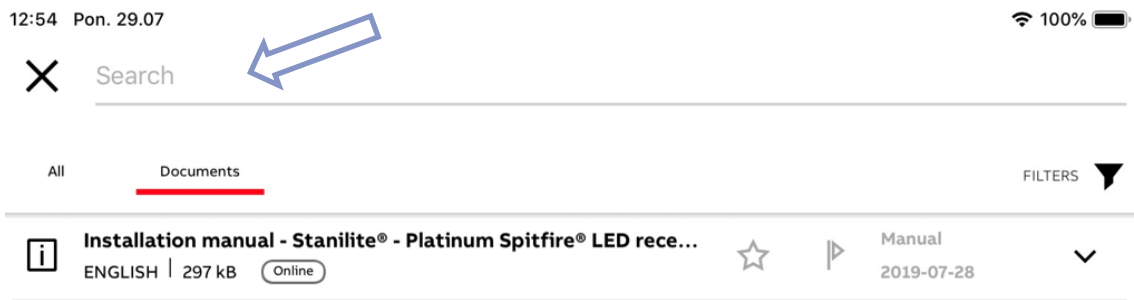 12:54 Pon. 29.07 100%
Search
All Documents FILTERS
Installation manual - Stanilite® - Platinum Spitfire® LED rece...
ENGLISH 297 kB Online
Manual
2019-07-28